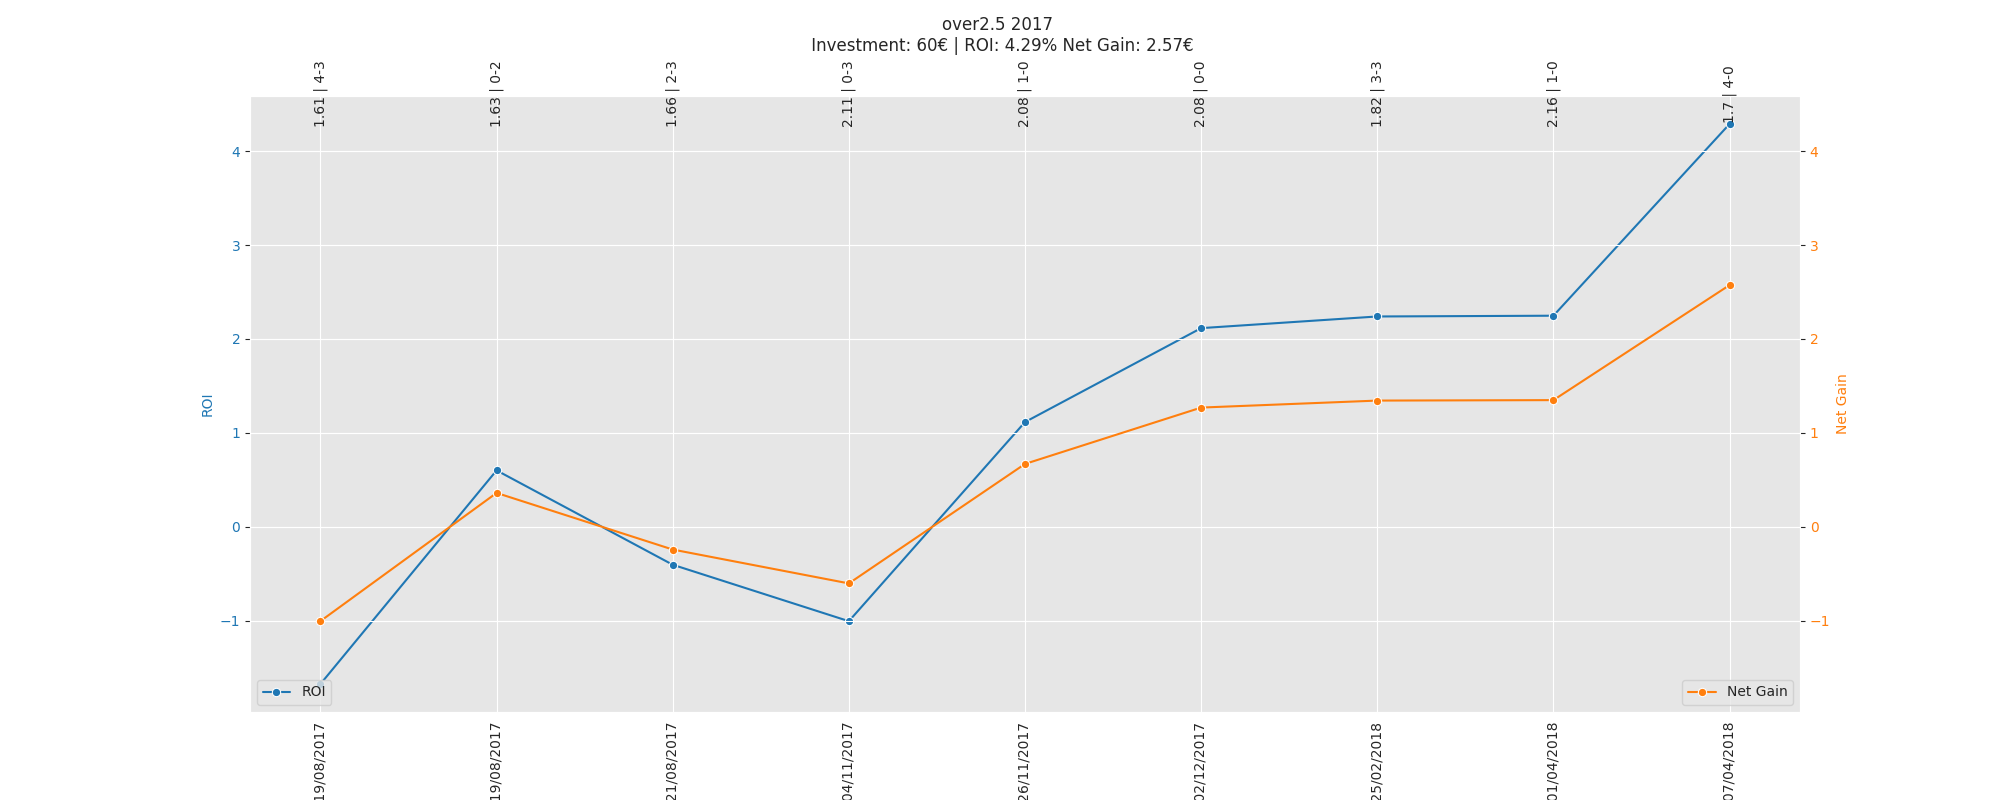 over2.5 2017
Investment: 60€ | ROI: 4.29% Net Gain: 2.57€
1.61 | 4-3
1.63 | 0-2
1.66 | 2-3
2.11 | 0-3
2.08 | 1-0
2.08 | 0-0
1.82 | 3-3
2.16 | 1-0
1.7 | 4-0
4
3
2
1
0
−1
ROI
4
3
2
1
0
−1
Net Gain
ROI
Net Gain
19/08/2017
19/08/2017
21/08/2017
04/11/2017
26/11/2017
02/12/2017
25/02/2018
01/04/2018
07/04/2018